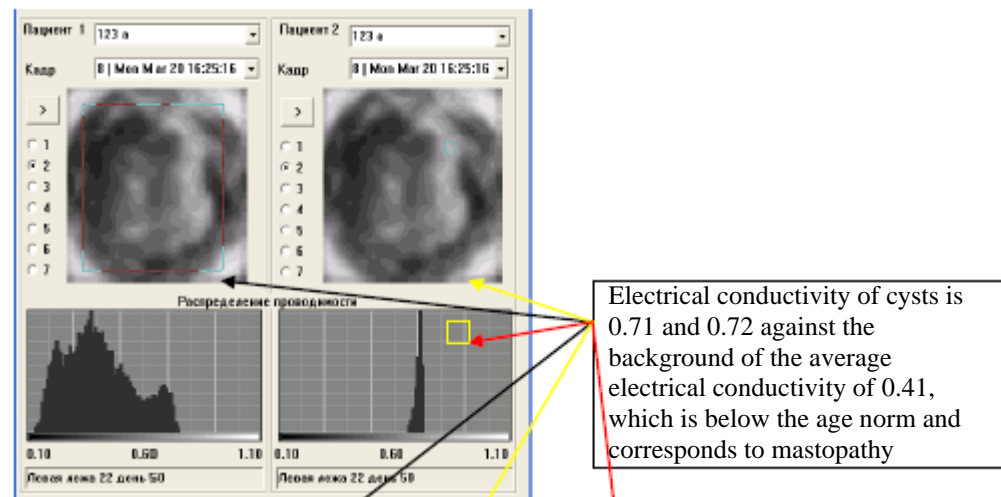 Пациент 1 123 а Пациент 2 123 а
Кадр 8 | Mon Mar 20 16:25:16 Кадр 8 | Mon Mar 20 16:25:16
> >
1 1
2 2
3 3
4 4
5 5
6 6
7 7
Распределение проводимости
0.10 0.60 1.10 0.10 0.60 1.10
Левая лежа 22 день 50 Левая лежа 22 день 50
Electrical conductivity of cysts is
0.71 and 0.72 against the
background of the average
electrical conductivity of 0.41,
which is below the age norm and
corresponds to mastopathy